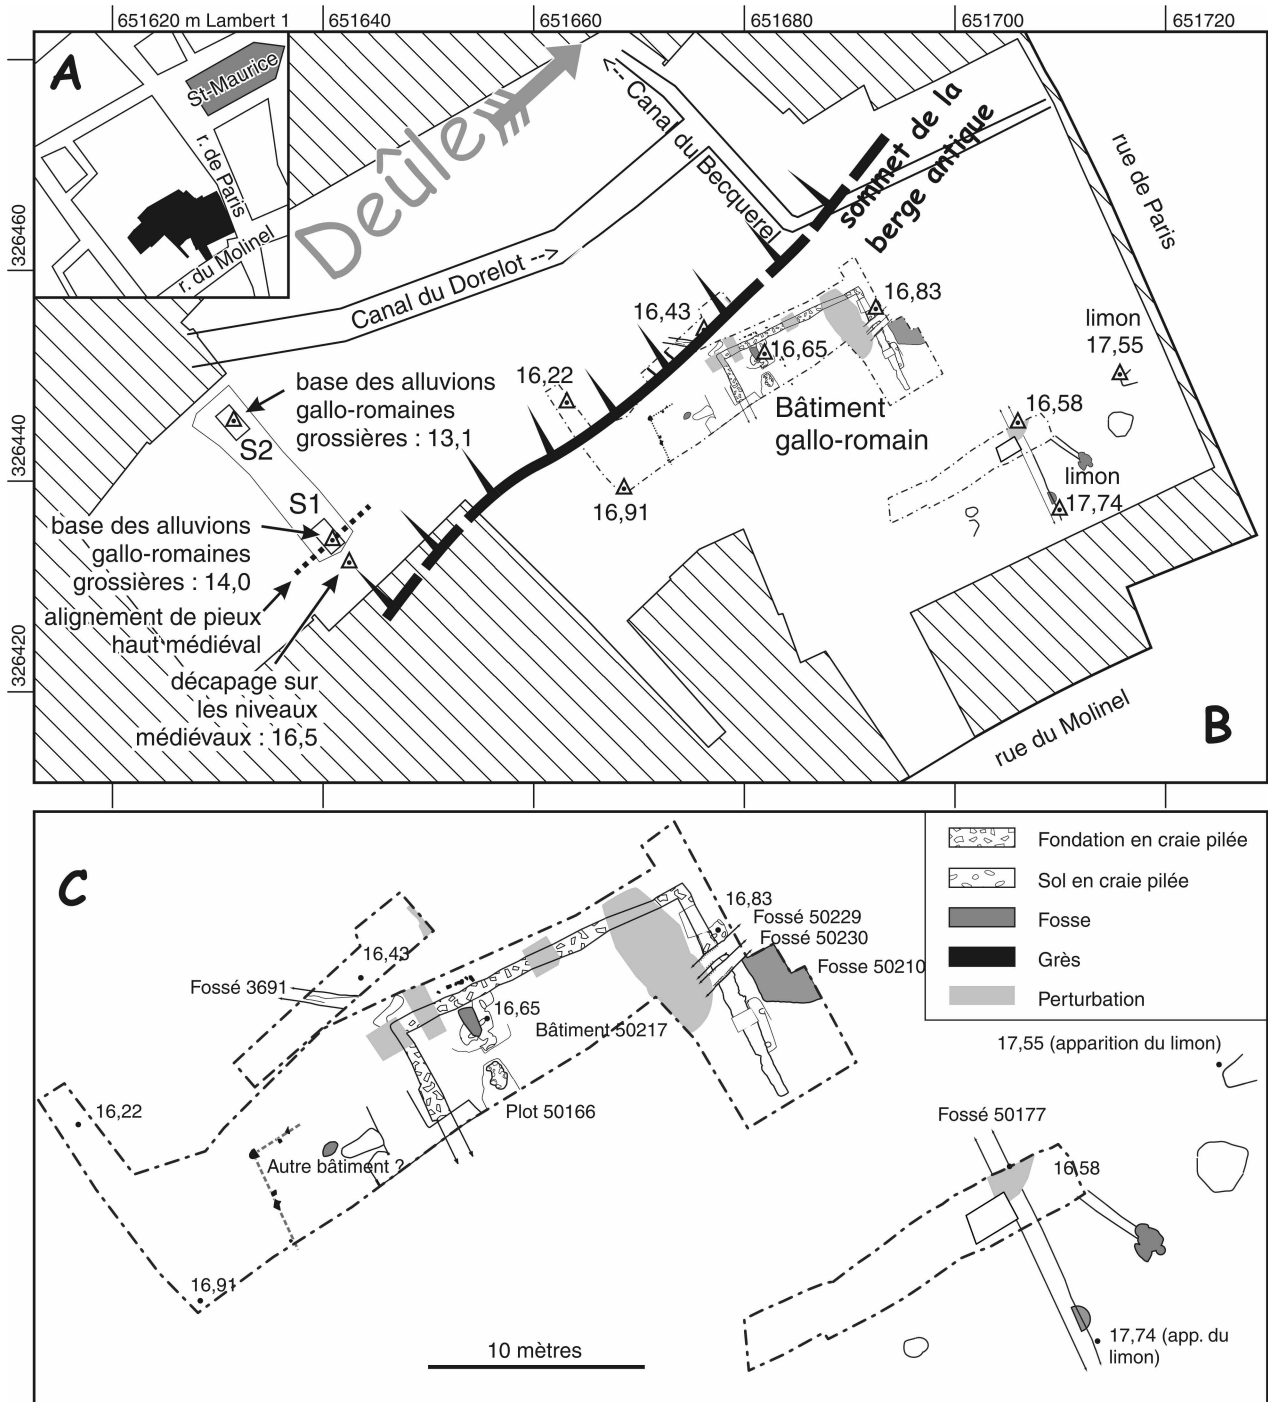 651620 m Lambert 1
651640
651660
651680
651700
651720
326460
326440
326420
A
St-Maurice
r. de Paris
r. du Molinel
Deûle
<-- Canal du Becquerel
Canal du Dorelot -->
sommet de la
berge antique
rue de Paris
16,43
16,83
16,65
16,22
16,91
limon
17,55
16,58
limon
17,74
Bâtiment
gallo-romain
base des alluvions
gallo-romaines
grossières : 13,1
S2
S1
base des alluvions
gallo-romaines
grossières : 14,0
alignement de pieux
haut médiéval
décapage sur
les niveaux
médiévaux : 16,5
rue du Molinel
B
C
Fondation en craie pilée
Sol en craie pilée
Fosse
Grès
Perturbation
16,83
Fossé 50229
Fossé 50230
Fosse 50210
16,43
Fossé 3691
16,65
Bâtiment 50217
Plot 50166
16,22
Autre bâtiment ?
16,91
17,55 (apparition du limon)
Fossé 50177
16,58
17,74 (app. du
limon)
10 mètres